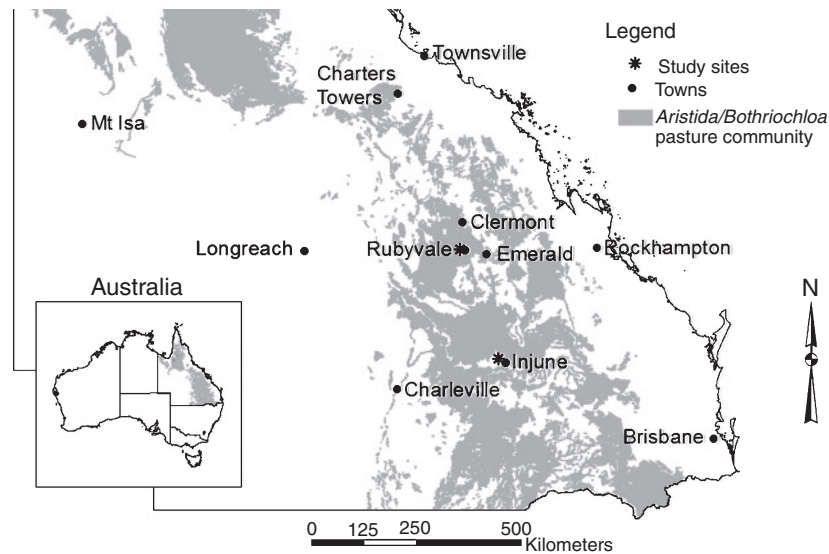 Townsville
Charters
Towers
Mt Isa
Legend
Study sites
Towns
Aristida/Bothriochloa
pasture community
Clermont
Longreach
Rubyvale
Emerald
Rockhampton
Australia
N
Injune
Charleville
Brisbane
0 125 250 500
Kilometers